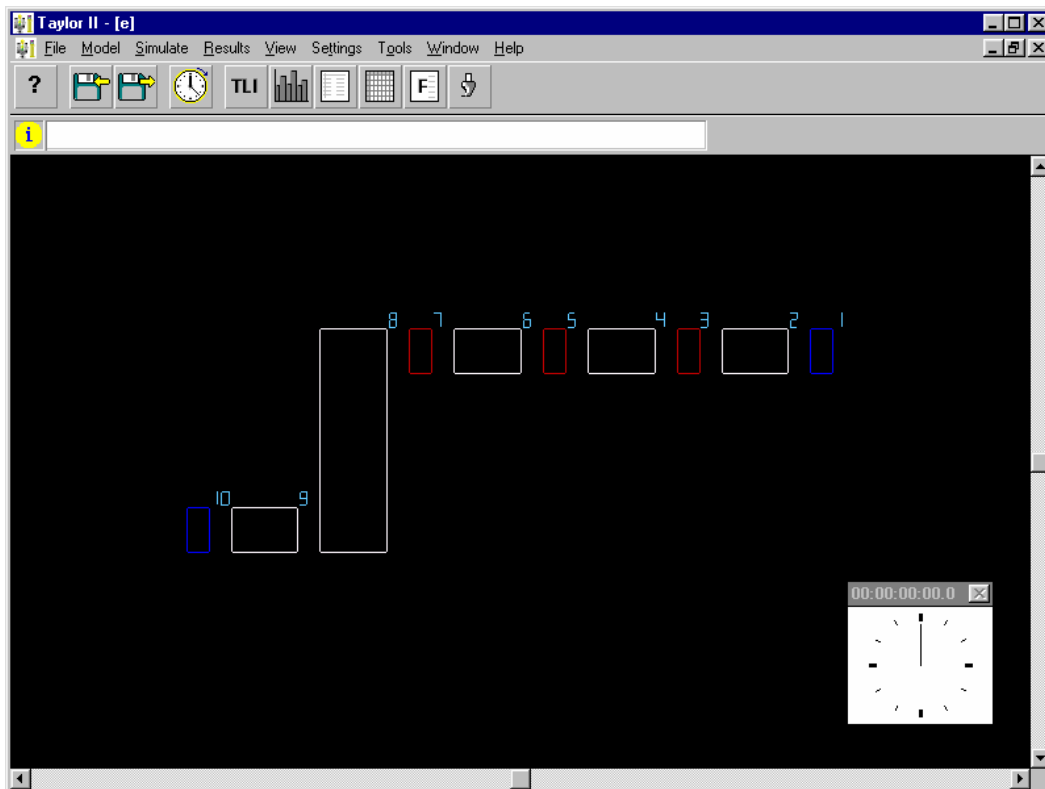 Taylor II - [e]
File Model Simulate Results View Settings Tools Window Help
? TLI F
i
8 7 6 5 4 3 2 1
10 9
00:00:00:00.0